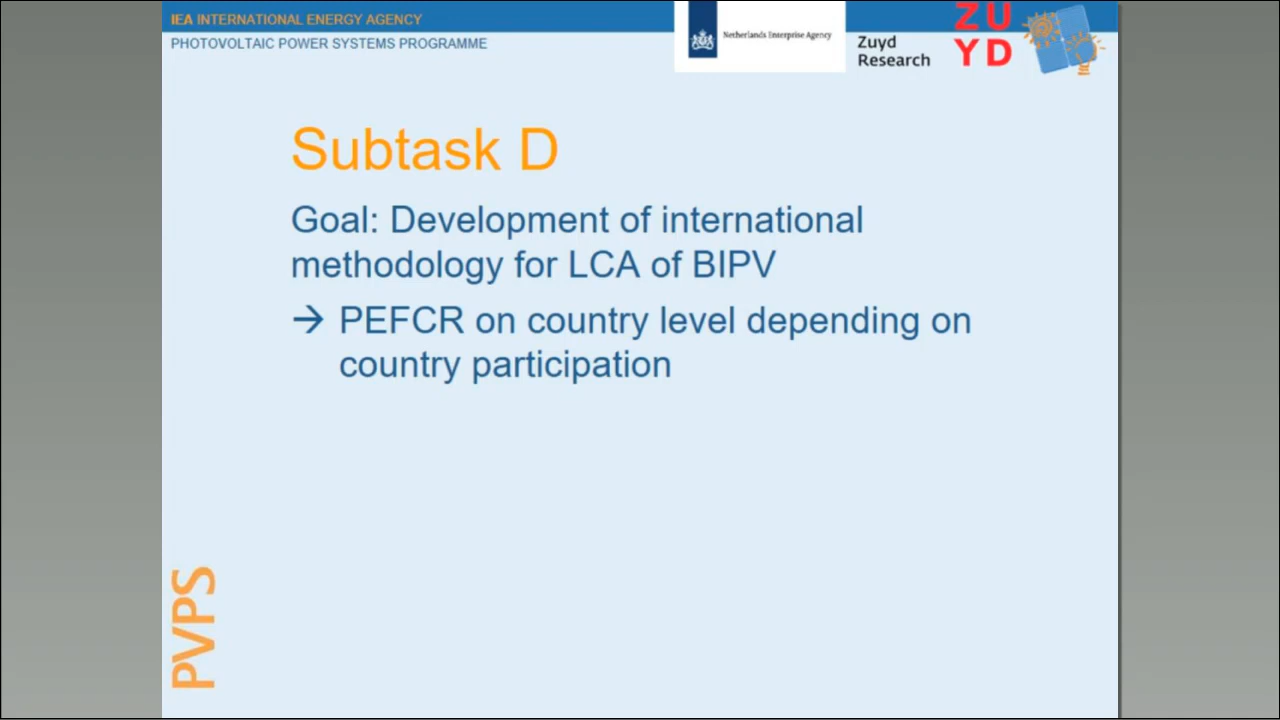 IEA INTERNATIONAL ENERGY AGENCY
PHOTOVOLTAIC POWER SYSTEMS PROGRAMME
Netherlands Enterprise Agency
Zuyd
Research
ZU
YD
Subtask D
Goal: Development of international
methodology for LCA of BIPV
→ PEFCR on country level depending on
country participation
PVPS